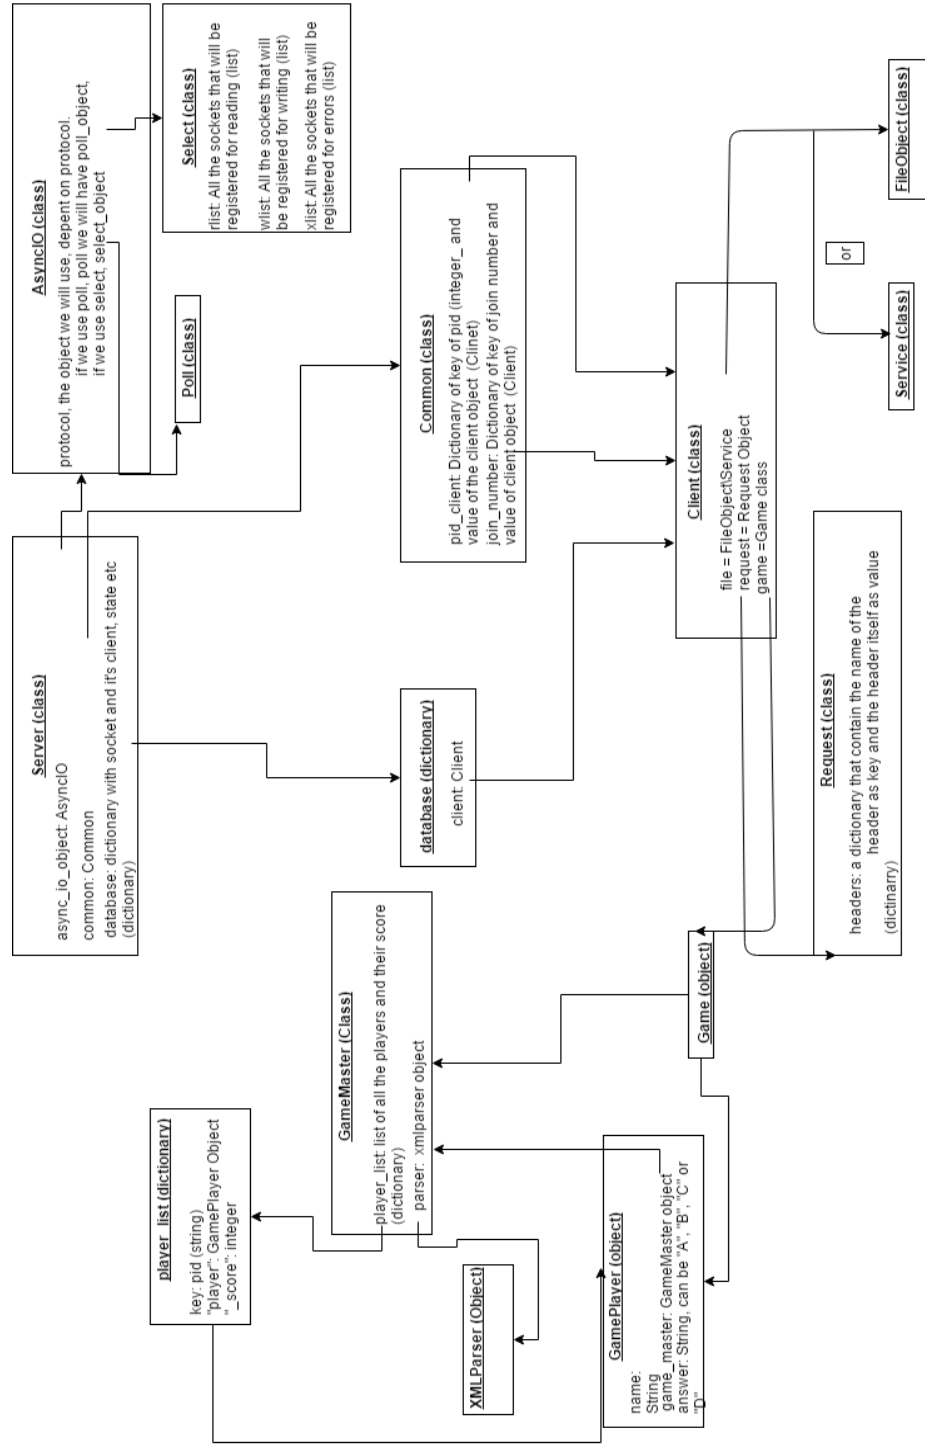 Server (class)
async_io_object: AsyncIO
common: Common
database: dictionary with socket and it's client, state etc
(dictionary)
AsyncIO (class)
protocol, the object we will use, depent on protocol.
if we use poll, poll we will have poll_object,
if we use select, select_object
Select (class)
rlist: All the sockets that will be
registered for reading (list)
wlist: All the sockets that will
be registered for writing (list)
xlist: All the sockets that will be
registered for errors (list)
Poll (class)
player_list (dictionary)
key: pid (string)
"player": GamePlayer Object
"_score": integer
GameMaster (Class)
player_list: list of all the players and their score
(dictionary)
parser: xmlparser object
database (dictionary)
client: Client
Common (class)
pid_client: Dictionary of key of pid (integer_ and
value of the client object (Clinet)
join_number: Dictionary of key of join number and
value of client object (Client)
XMLParser (Object)
GamePlayer (object)
name:
String
game_master: GameMaster object
answer: String, can be "A", "B", "C" or
"D"
Game (object)
Client (class)
file = FileObject\Service
request = Request Object
game =Game class
Request (class)
headers: a dictionary that contain the name of the
header as key and the header itself as value
(dictinarry)
or
Service (class)
FileObject (class)